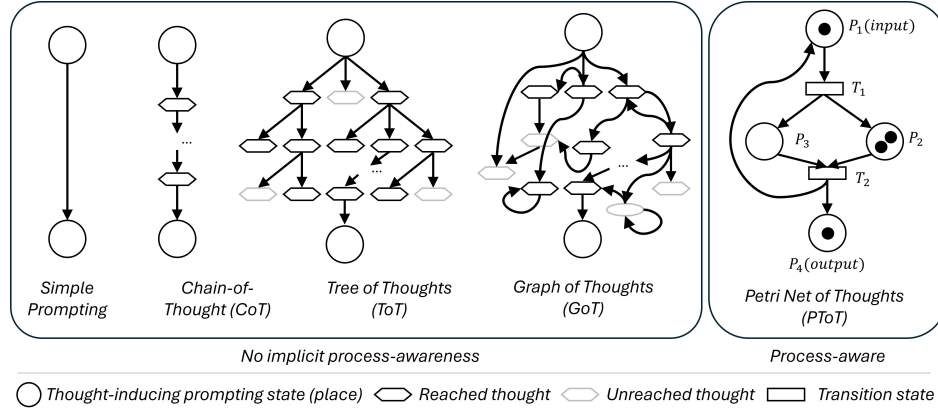 P₁(input)
T₁
P₃
P₂
T₂
P₄(output)
...
...
...
Simple
Prompting
Chain-of-
Thought (CoT)
Tree of Thoughts
(ToT)
Graph of Thoughts
(GoT)
Petri Net of Thoughts
(PToT)
No implicit process-awareness
Process-aware
Thought-inducing prompting state (place)
Reached thought
Unreached thought
Transition state